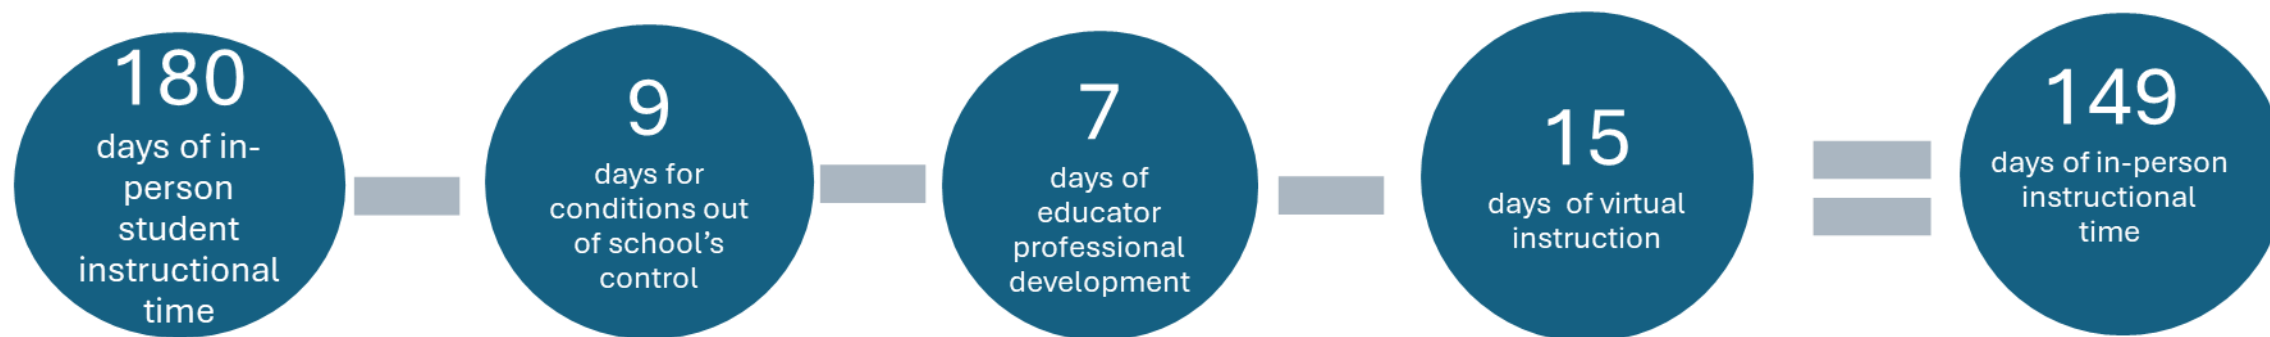 180
days of in-
person
student
instructional
time
9
days for
conditions out
of school’s
control
7
days of
educator
professional
development
15
days  of virtual
instruction
149
days of in-person
instructional
time